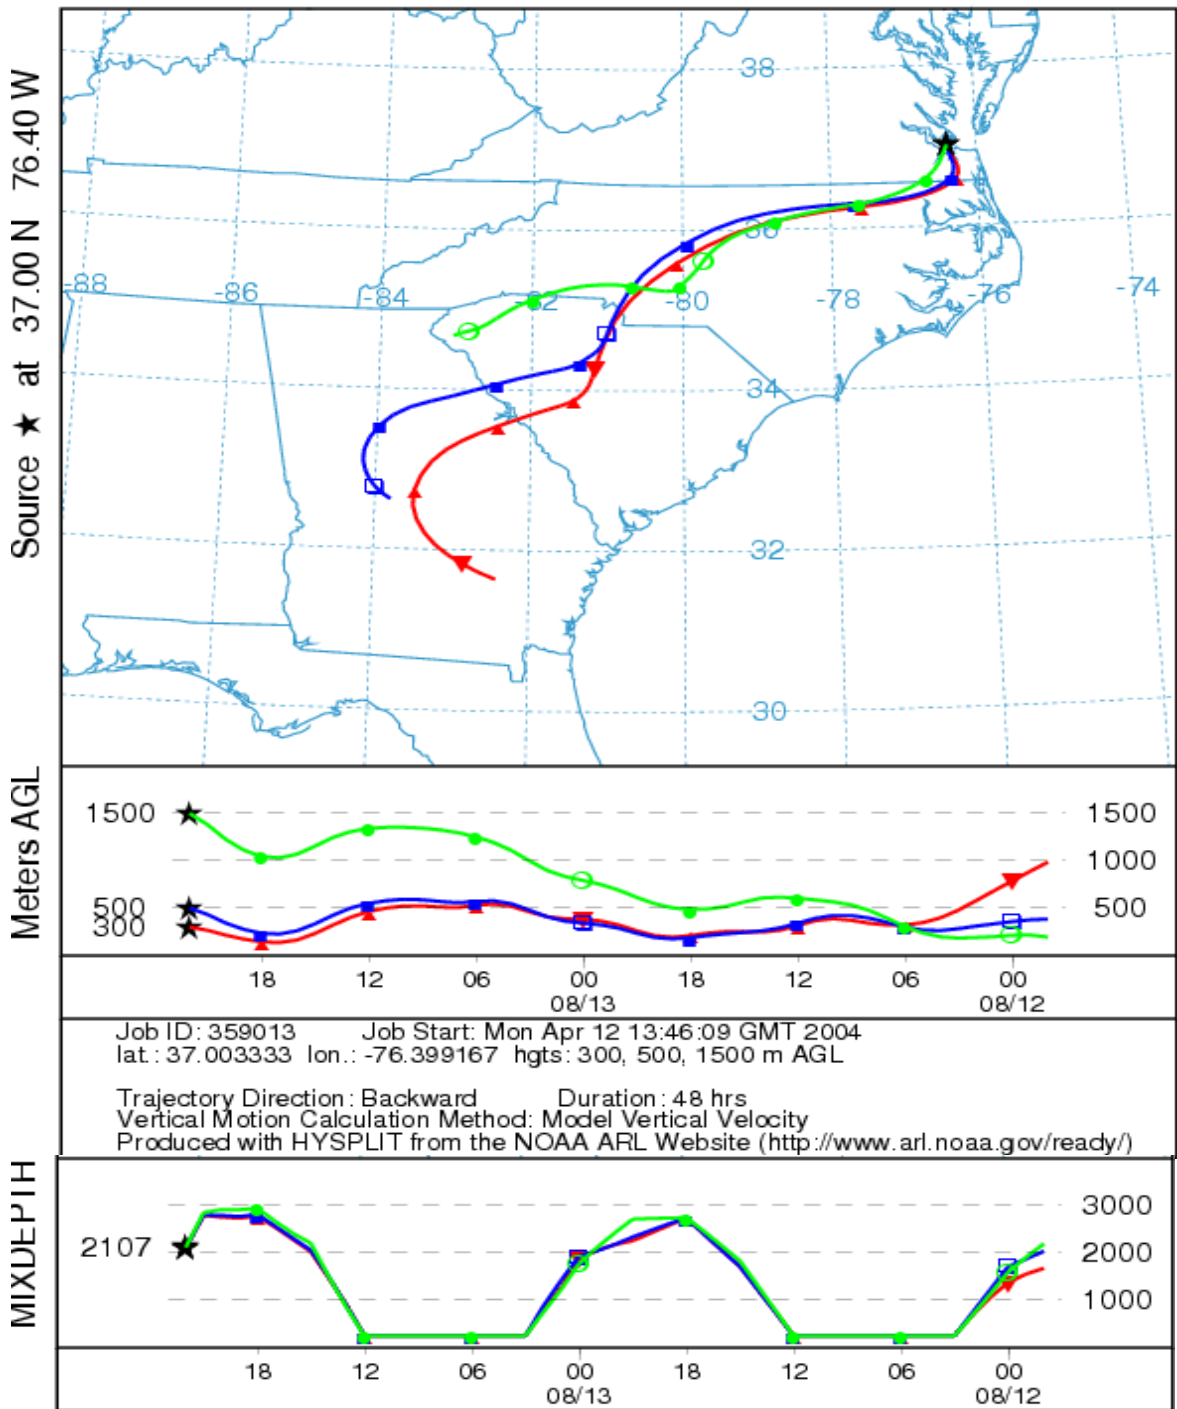 Source ★ at 37.00 N 76.40 W
38
36
-88
-86
-84
-82
-80
-78
-76
-74
34
32
30
Meters AGL
1500
500
300
1500
1000
500
18 12 06 00 18 12 06 00
08/13 08/12
Job ID: 359013 Job Start: Mon Apr 12 13:46:09 GMT 2004
lat.: 37.003333 lon.: -76.399167 hgts: 300, 500, 1500 m AGL
Trajectory Direction: Backward Duration: 48 hrs
Vertical Motion Calculation Method: Model Vertical Velocity
Produced with HYSPLIT from the NOAA ARL Website (http://www.arl.noaa.gov/ready/)
MIXDEPTH
2107
3000
2000
1000
18 12 06 00 18 12 06 00
08/13 08/12